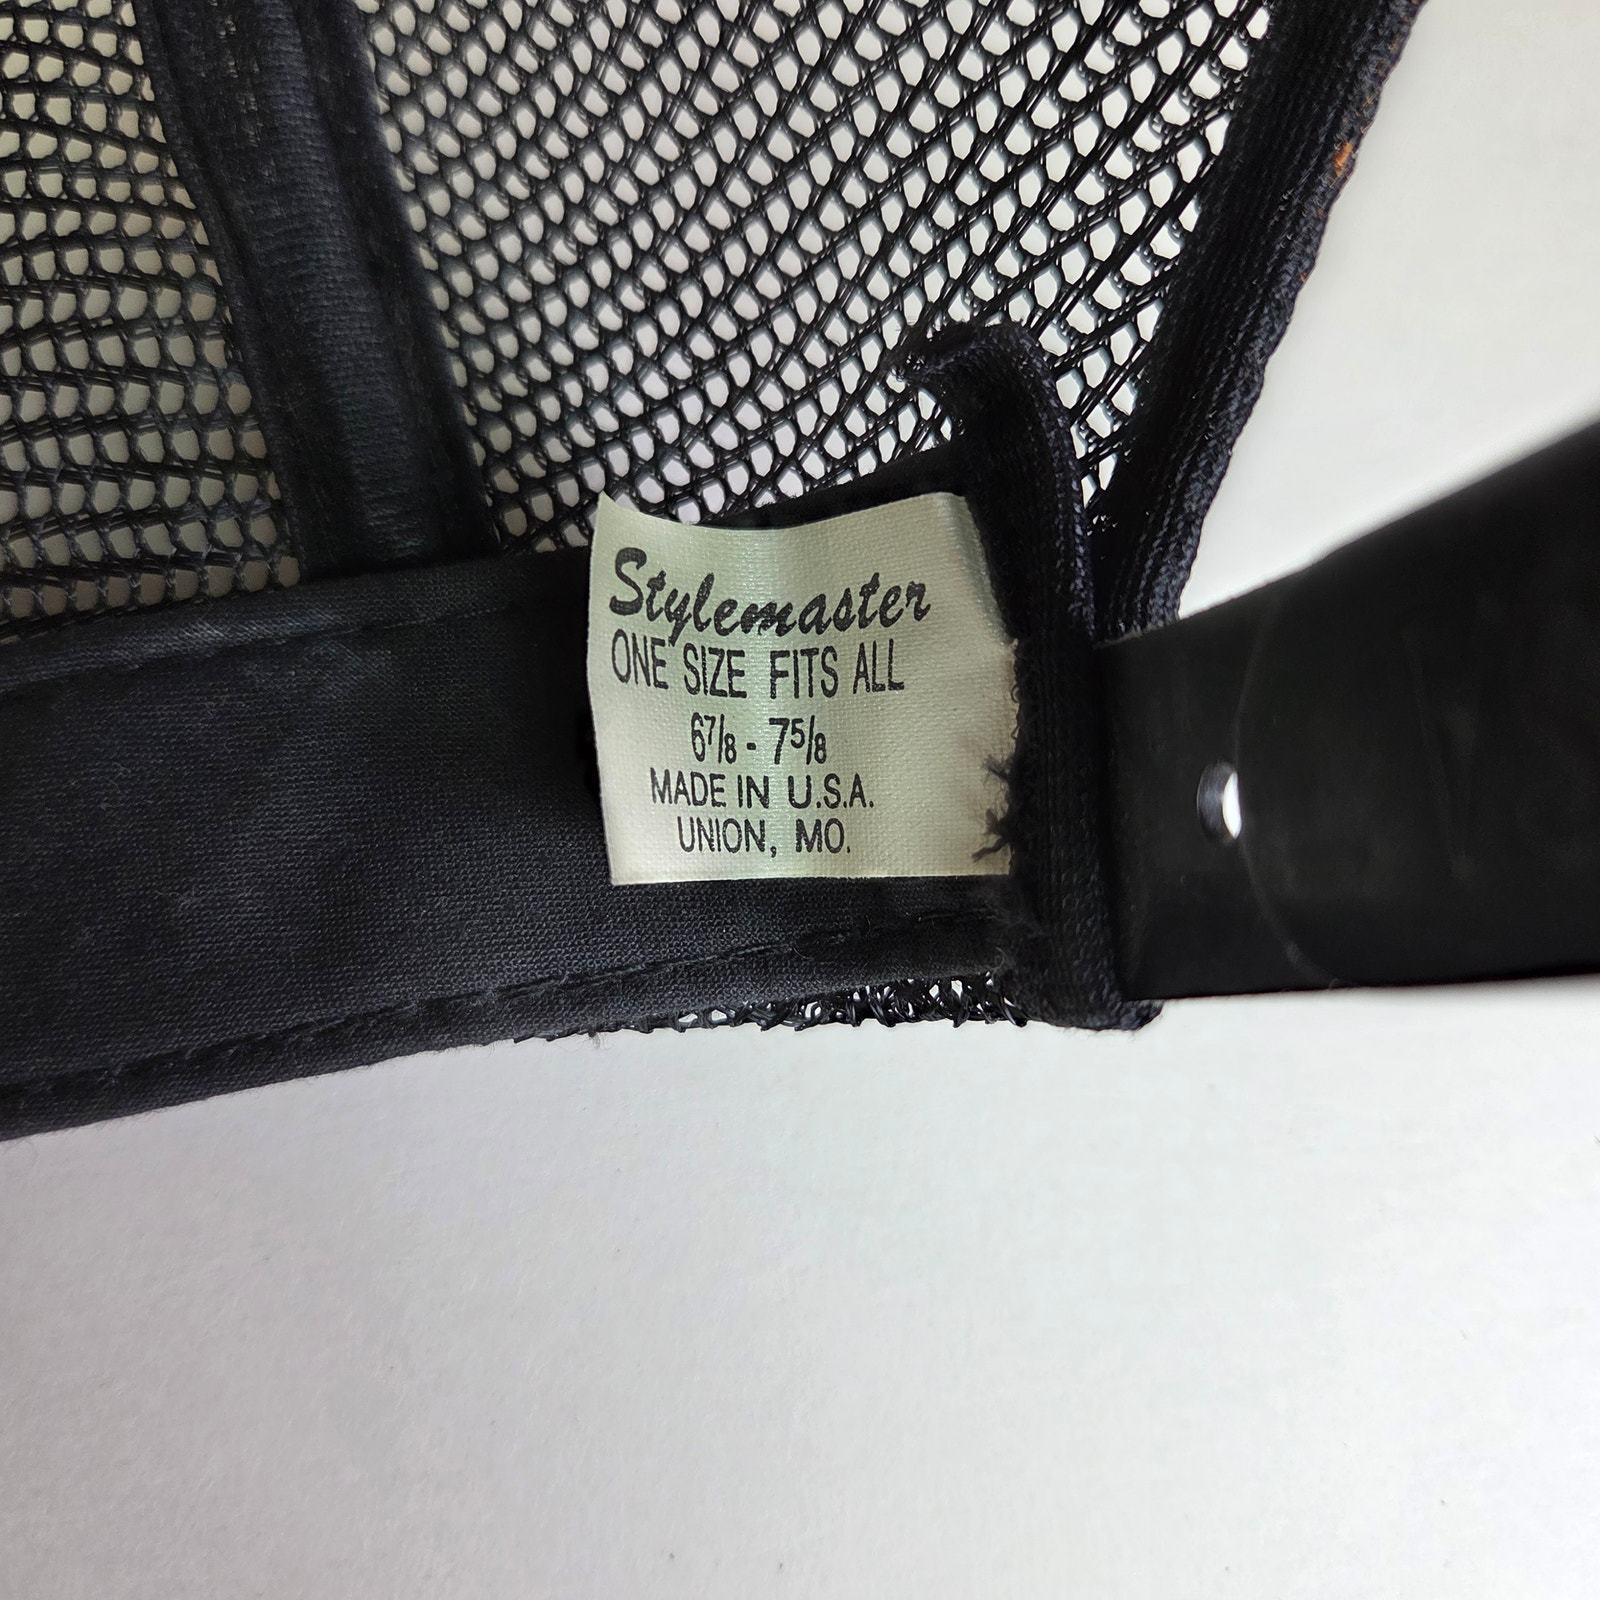 Stylemaster
ONE SIZE FITS ALL
6⅞ - 7⅝
MADE IN U.S.A.
UNION, MO.